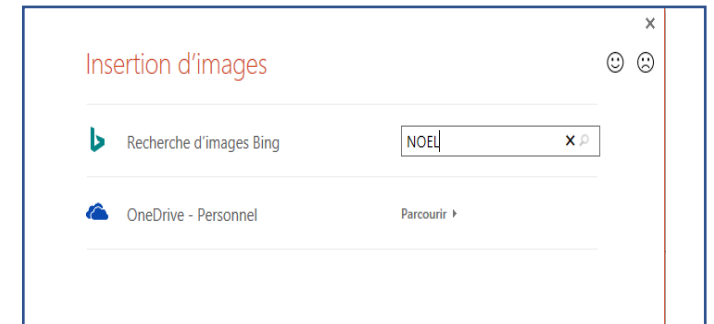 Insertion d'images
Recherche d'images Bing
NOEL
OneDrive - Personnel
Parcourir